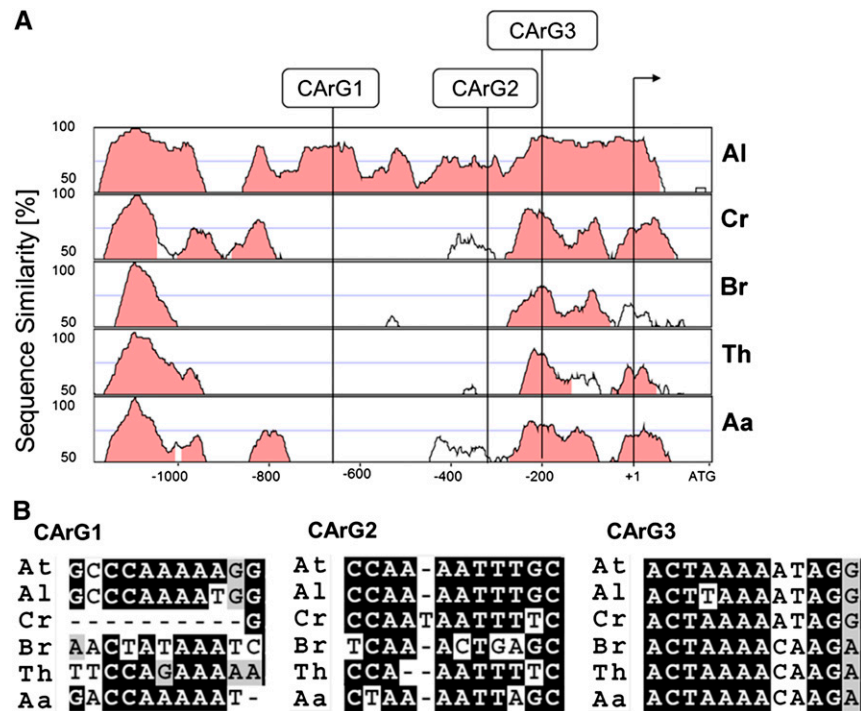 A
CArG3
CArG1
CArG2
Sequence Similarity [%]
100
50
Al
100
50
Cr
100
50
Br
100
50
Th
100
50
Aa
-1000 -800 -600 -400 -200 +1 ATG
B
CArG1
At GCCCAAAAAGG
Al GCCCAAAATGG
Cr ----------G
Br AACTATAAATC
Th TTCCAGAAAAA
Aa GACCAAAAAT-
CArG2
At CCAA-AATTTGC
Al CCAA-AATTTGC
Cr CCAATAATTTTC
Br TCAA-ACTGAGC
Th CCA--AATTTTC
Aa CTAA-AATTAGC
CArG3
At ACTAAAAATAGG
Al ACTTAAAATAGG
Cr ACTAAAAATAGG
Br ACTAAAACAAGA
Th ACTAAAACAAGA
Aa ACTAAAACAAGA